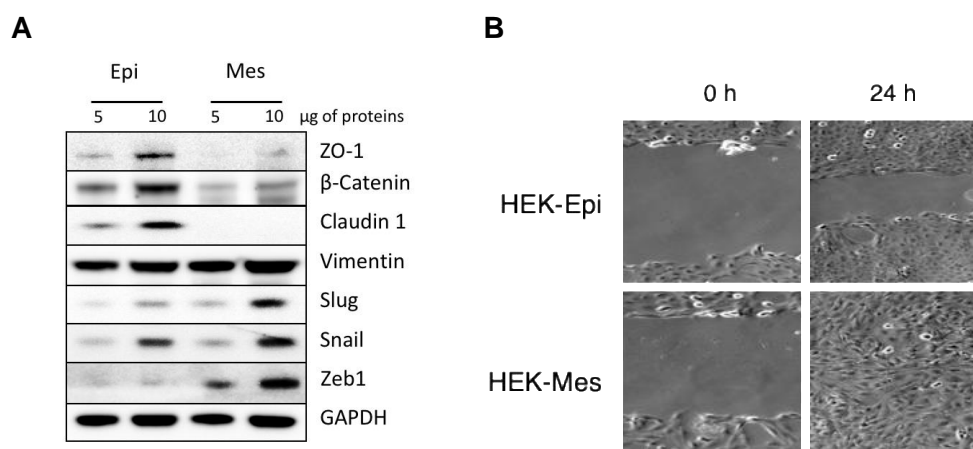 A
Epi Mes
5 10 5 10 µg of proteins
ZO-1
β-Catenin
Claudin 1
Vimentin
Slug
Snail
Zeb1
GAPDH
B
0 h 24 h
HEK-Epi
HEK-Mes